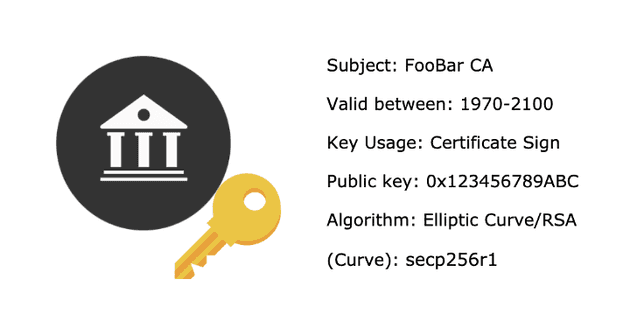 Subject: FooBar CA
Valid between: 1970-2100
Key Usage: Certificate Sign
Public key: 0x123456789ABC
Algorithm: Elliptic Curve/RSA
(Curve): secp256r1